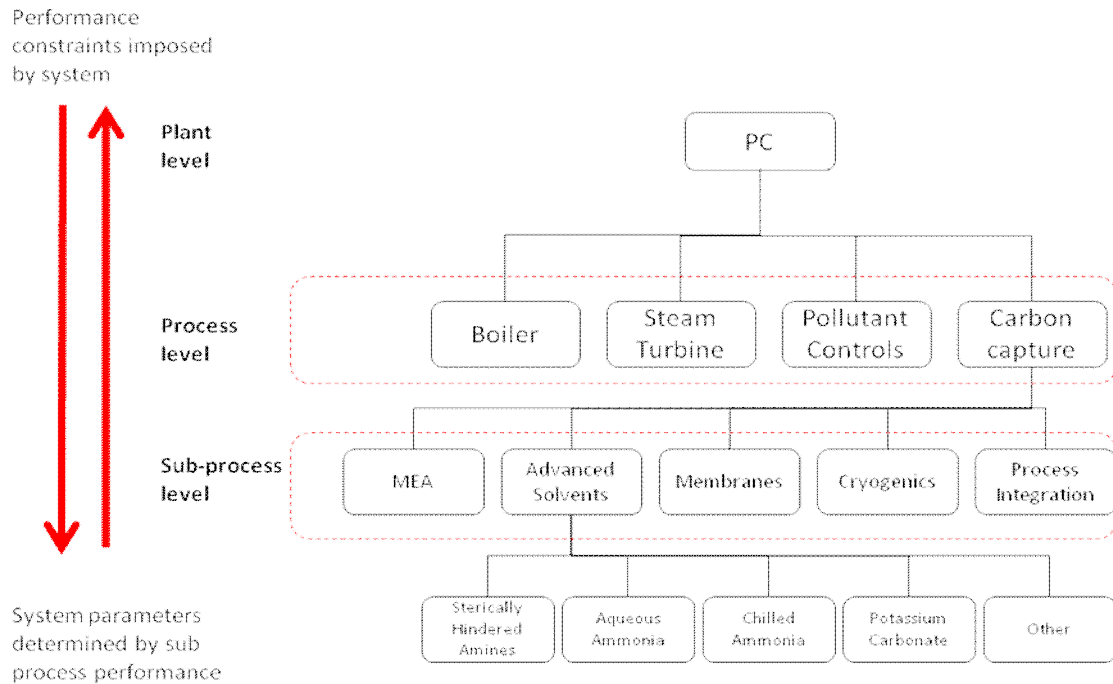 Performance
constraints imposed
by system
Plant
level
PC
Process
level
Boiler
Steam
Turbine
Pollutant
Controls
Carbon
capture
Sub-process
level
MEA
Advanced
Solvents
Membranes
Cryogenics
Process
Integration
System parameters
determined by sub
process performance
Sterically
Hindered
Amines
Aqueous
Ammonia
Chilled
Ammonia
Potassium
Carbonate
Other